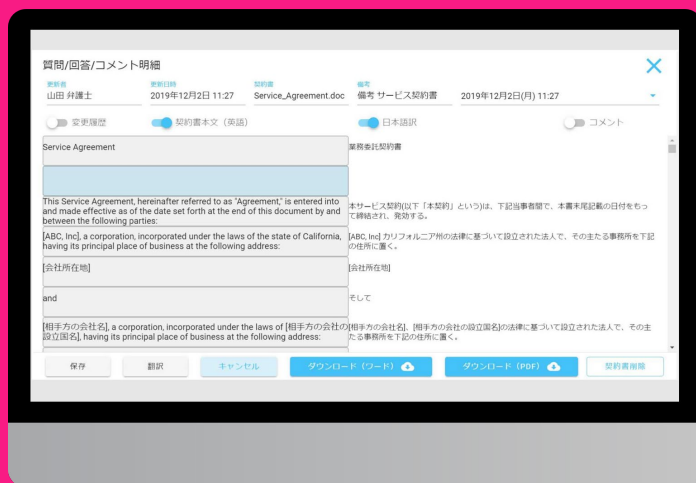 質問/回答/コメント明細
更新者
更新日時
契約書
備考
山田 弁護士
2019年12月2日 11:27
Service_Agreement.doc
備考 サービス契約書
2019年12月2日(月) 11:27
変更履歴
契約書本文（英語）
日本語訳
コメント
Service Agreement
業務委託契約書
This Service Agreement, hereinafter referred to as "Agreement," is entered into
and made effective as of the date set forth at the end of this document by and
between the following parties:
本サービス契約(以下「本契約」という)は、下記当事者間で、本書末尾記載の日付をもっ
て締結され、発効する。
[ABC, Inc], a corporation, incorporated under the laws of the state of California,
having its principal place of business at the following address:
[ABC, Inc] カリフォルニア州の法律に基づいて設立された法人で、その主たる事務所を下記
の住所に置く。
[会社所在地]
[会社所在地]
and
そして
[相手方の会社名], a corporation, incorporated under the laws of [相手方の会社の
設立国名], having its principal place of business at the following address:
[相手方の会社名]、[相手方の会社の設立国名]の法律に基づいて設立された法人で、その主
たる事務所を下記の住所に置く。
保存
翻訳
キャンセル
ダウンロード（ワード）
ダウンロード（PDF）
契約書削除